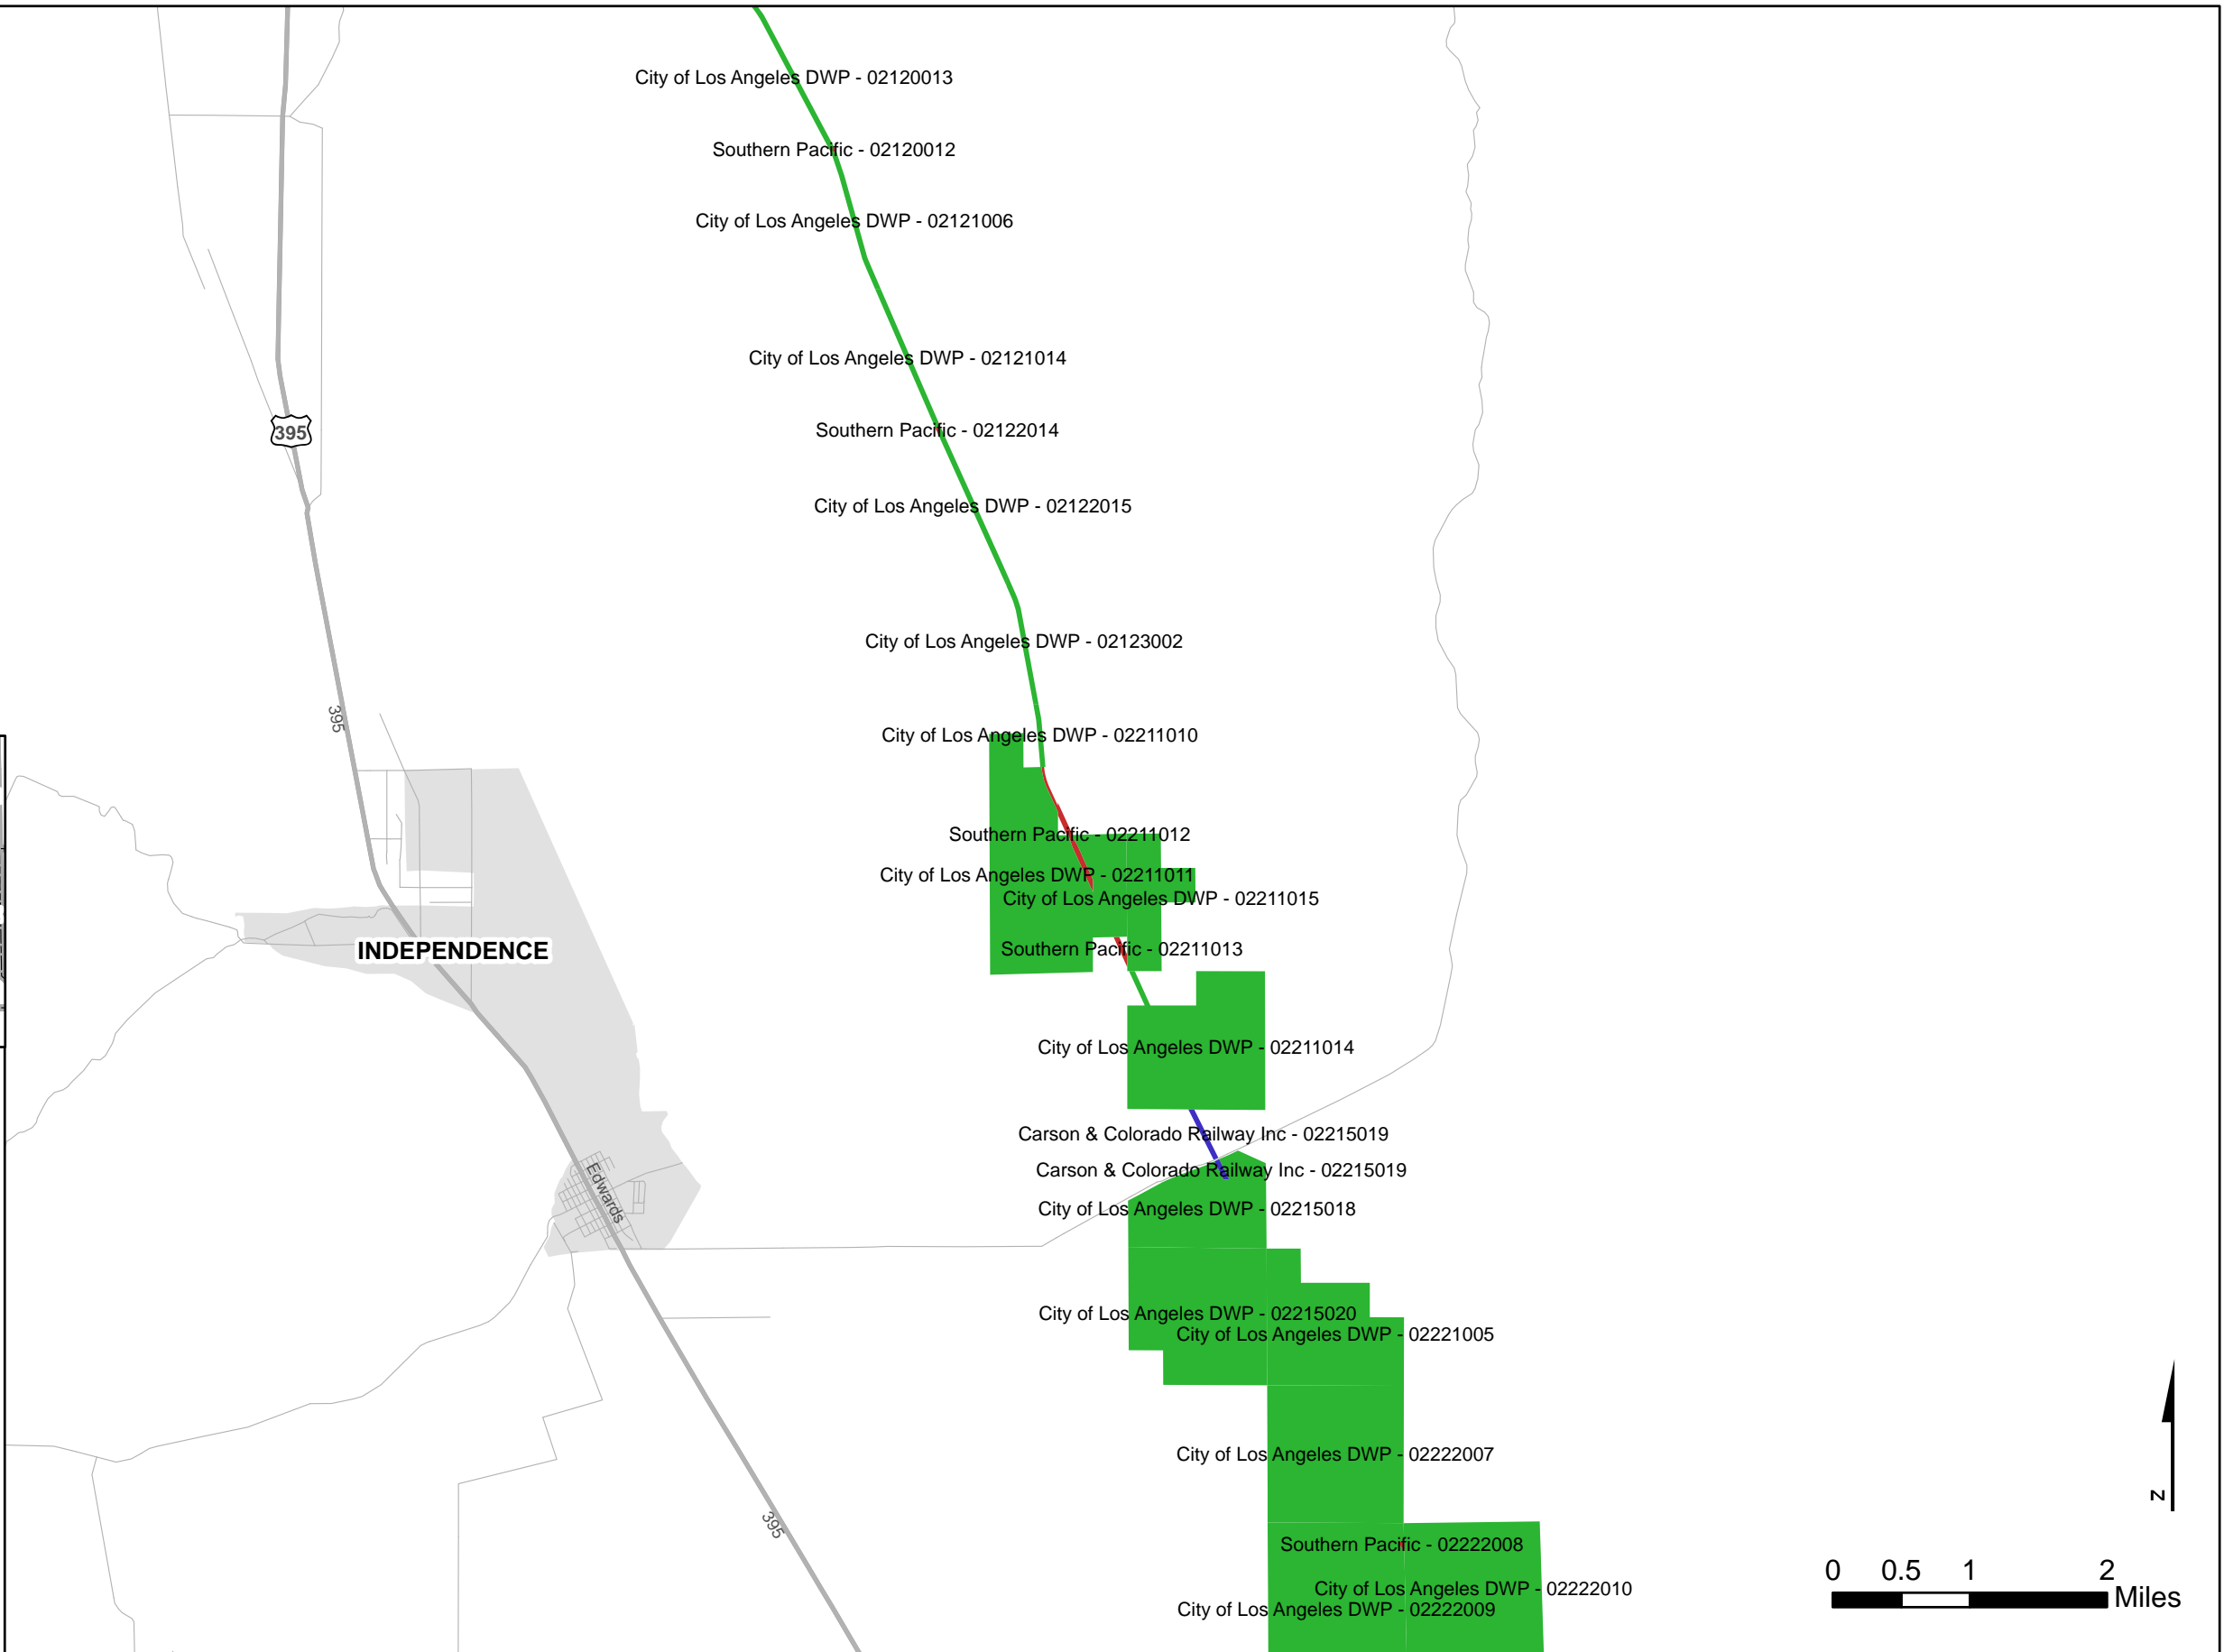 City of Los Angeles DWP - 02120013
Southern Pacific - 02120012
City of Los Angeles DWP - 02121006
City of Los Angeles DWP - 02121014
395
Southern Pacific - 02122014
City of Los Angeles DWP - 02122015
City of Los Angeles DWP - 02123002
395
City of Los Angeles DWP - 02211010
Southern Pacific - 02211012
City of Los Angeles DWP - 02211011
City of Los Angeles DWP - 02211015
INDEPENDENCE
Southern Pacific - 02211013
City of Los Angeles DWP - 02211014
Carson & Colorado Railway Inc - 02215019
Carson & Colorado Railway Inc - 02215019
Edwards
City of Los Angeles DWP - 02215018
City of Los Angeles DWP - 02215020
City of Los Angeles DWP - 02221005
City of Los Angeles DWP - 02222007
Z
395
Southern Pacific - 02222008
0 0.5 1 2
City of Los Angeles DWP - 02222010
Miles
City of Los Angeles DWP - 02222009